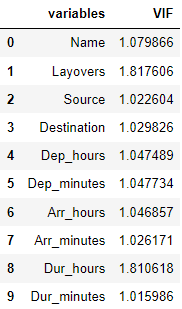 variables VIF
0 Name 1.079866
1 Layovers 1.817606
2 Source 1.022604
3 Destination 1.029826
4 Dep_hours 1.047489
5 Dep_minutes 1.047734
6 Arr_hours 1.046857
7 Arr_minutes 1.026171
8 Dur_hours 1.810618
9 Dur_minutes 1.015986